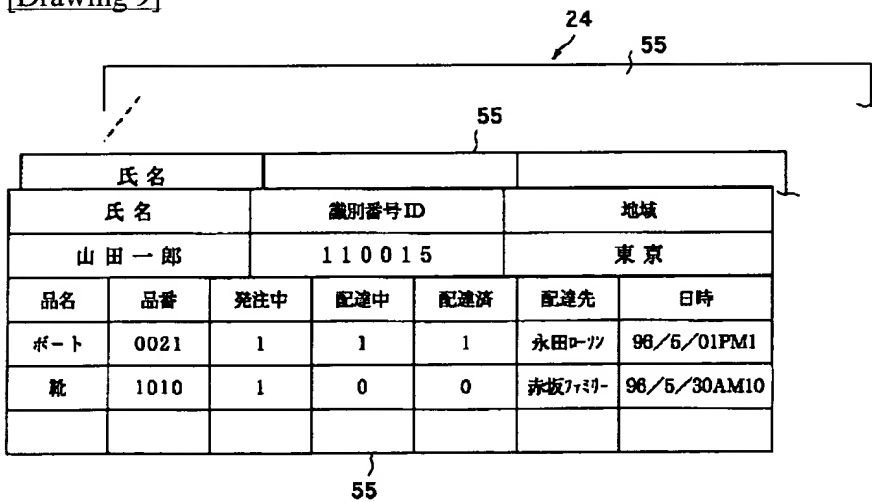 [Drawing 9]
24
55
55
氏名
氏名 識別番号ID 地域
山田一郎 110015 東京
品名 品番 発注中 配達中 配達済 配達先 日時
ボート 0021 1 1 1 永田ローソン 96/5/01PM1
靴 1010 1 0 0 赤坂ファミリー 96/5/30AM10
55